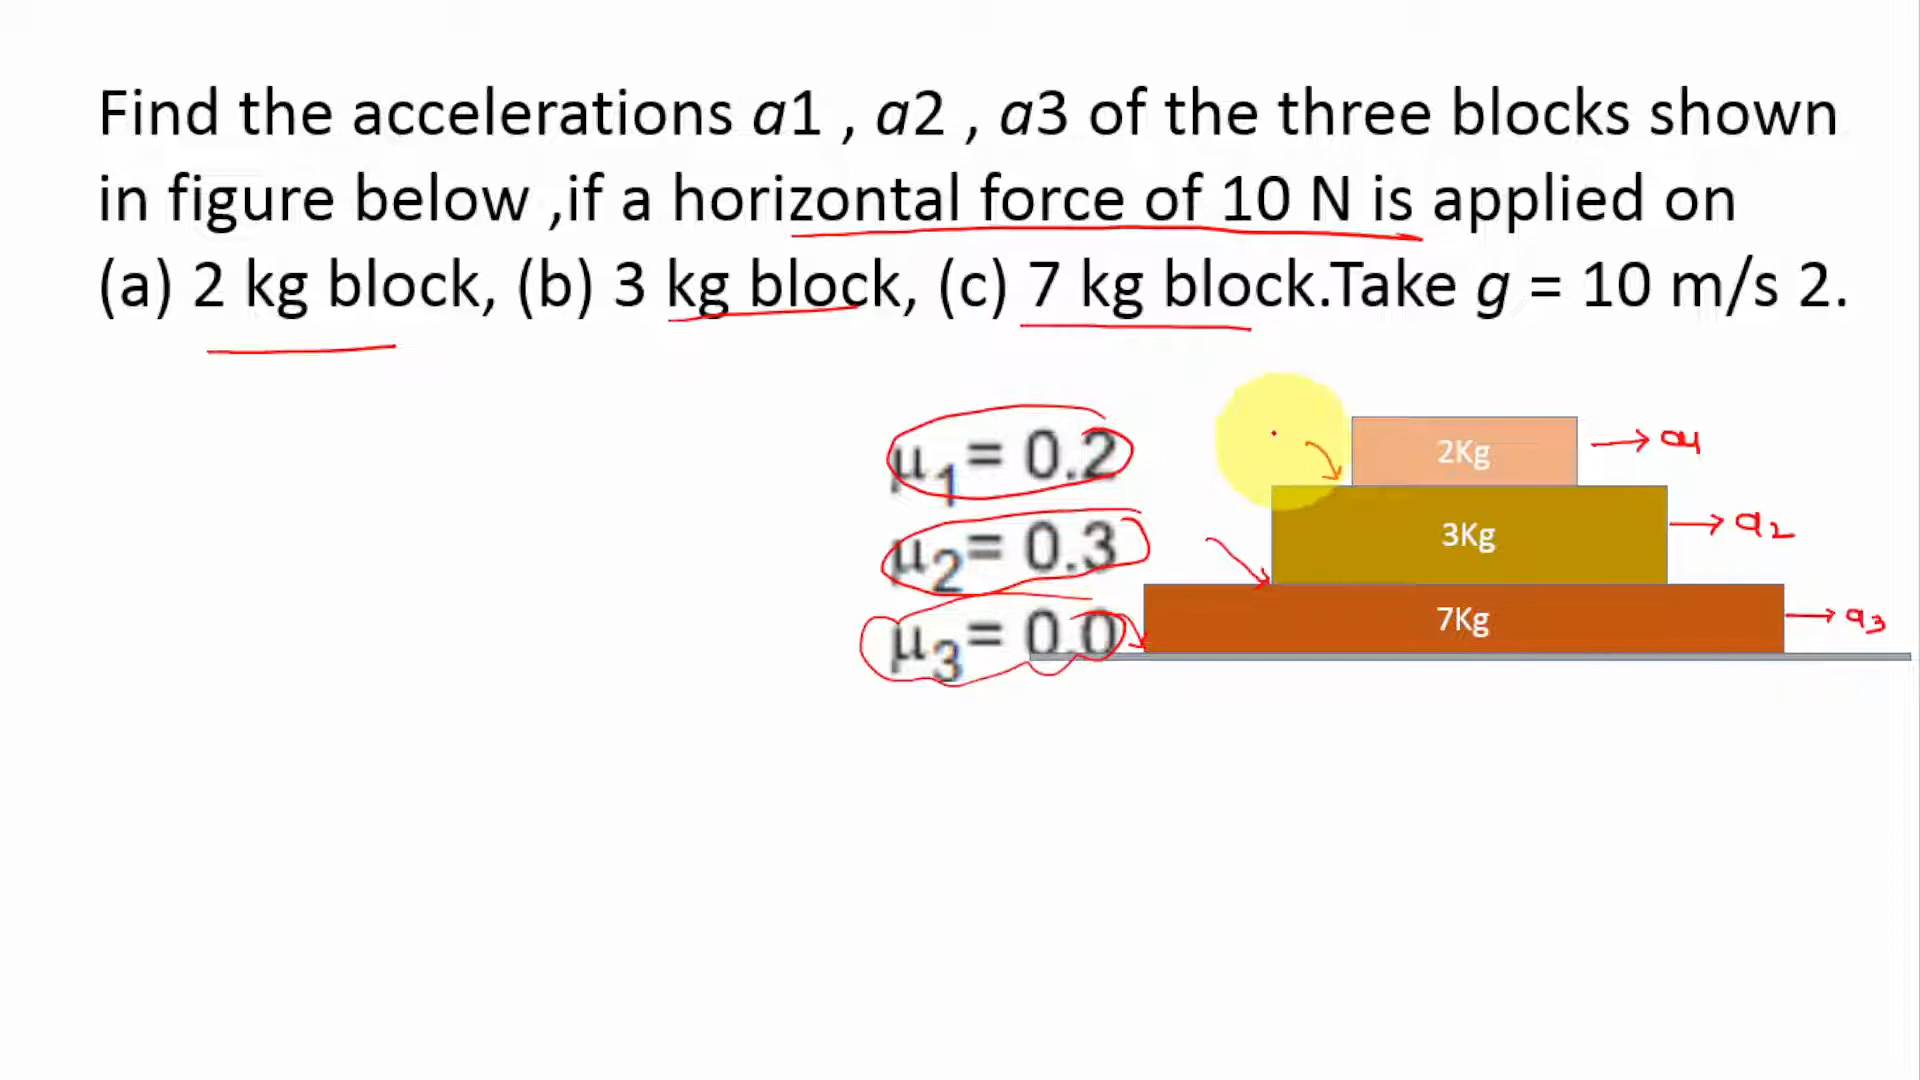 Find the accelerations a1 , a2 , a3 of the three blocks shown
in figure below ,if a horizontal force of 10 N is applied on
(a) 2 kg block, (b) 3 kg block, (c) 7 kg block.Take g = 10 m/s 2.
μ1= 0.2
μ2= 0.3
μ3= 0.0
2Kg a1
3Kg a2
7Kg a3